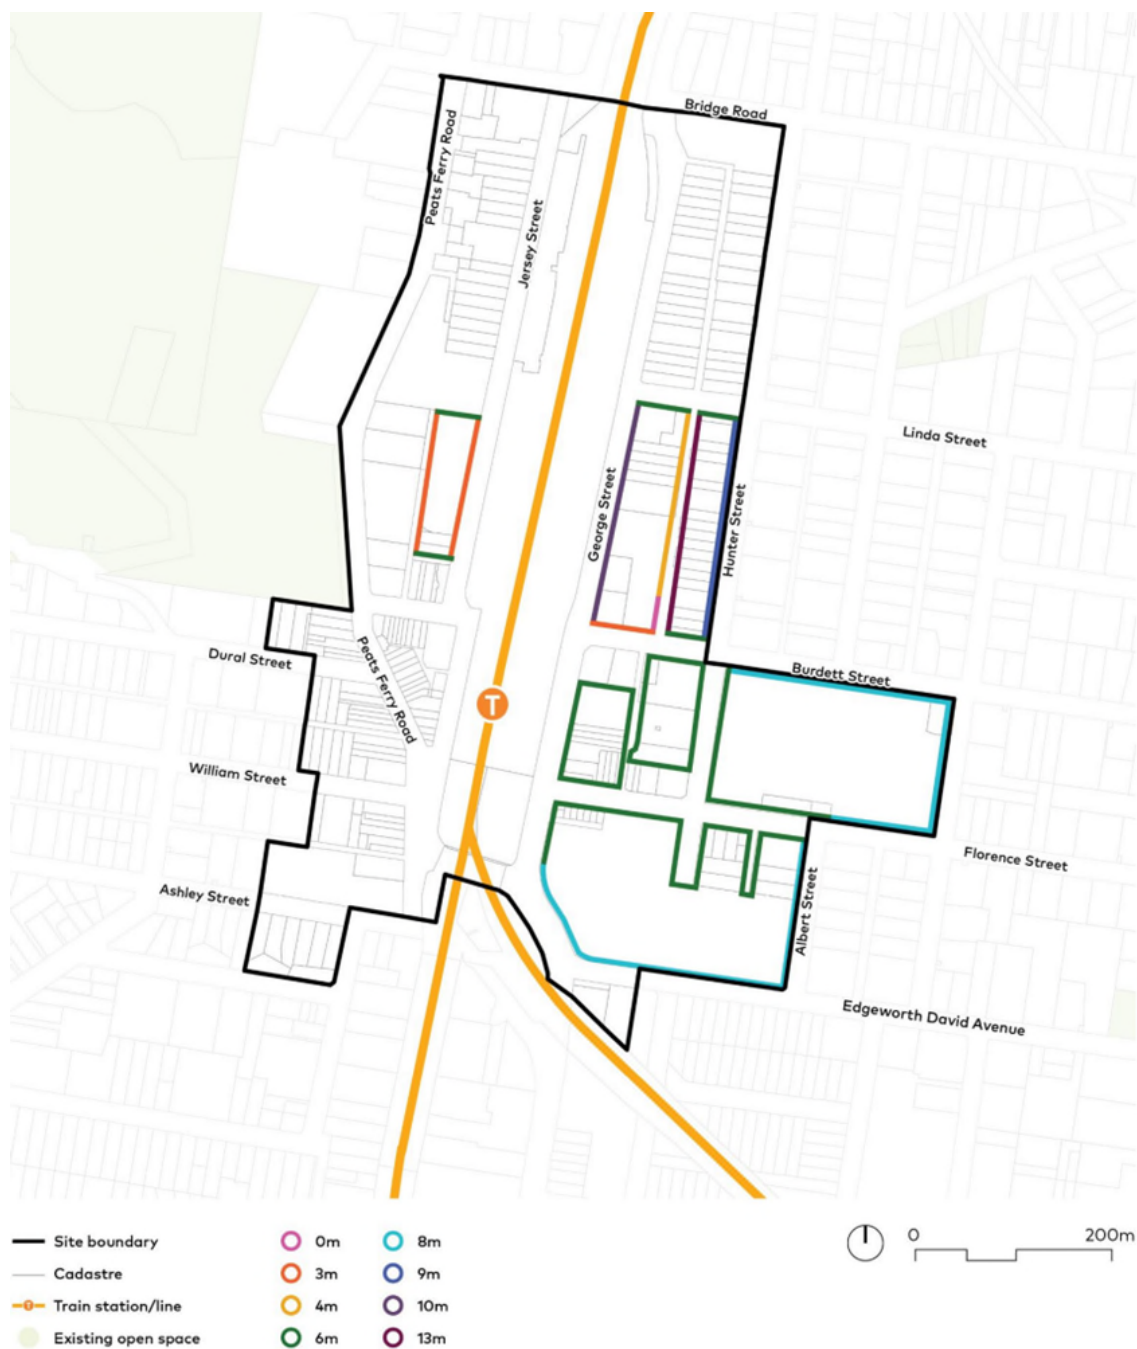 Bridge Road
Peats Ferry Road
Jersey Street
Linda Street
George Street
Hunter Street
Dural Street
Peats Ferry Road
Burdett Street
T
William Street
Florence Street
Ashley Street
Albert Street
Edgeworth David Avenue
Site boundary
Cadastre
T Train station/line
Existing open space
0m
3m
4m
6m
8m
9m
10m
13m
0 200m